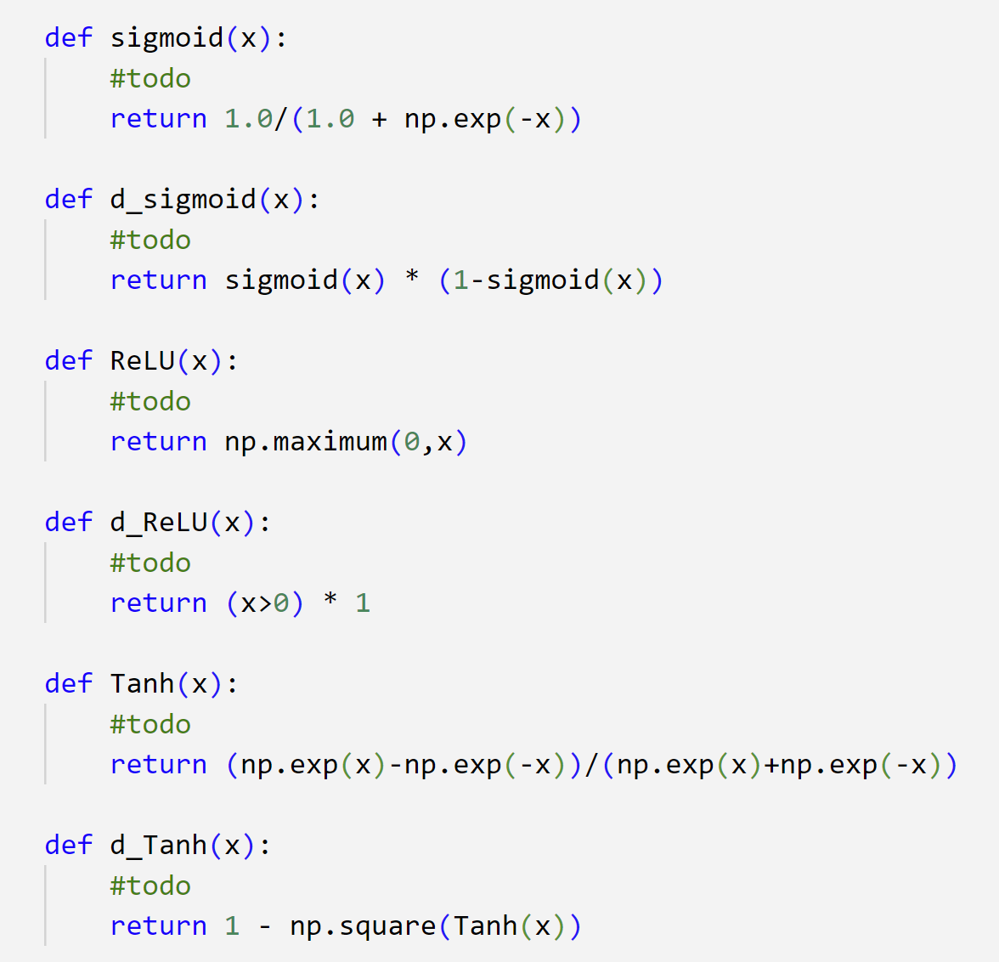 def sigmoid(x):
    #todo
    return 1.0/(1.0 + np.exp(-x))

def d_sigmoid(x):
    #todo
    return sigmoid(x) * (1-sigmoid(x))

def ReLU(x):
    #todo
    return np.maximum(0,x)

def d_ReLU(x):
    #todo
    return (x>0) * 1

def Tanh(x):
    #todo
    return (np.exp(x)-np.exp(-x))/(np.exp(x)+np.exp(-x))

def d_Tanh(x):
    #todo
    return 1 - np.square(Tanh(x))